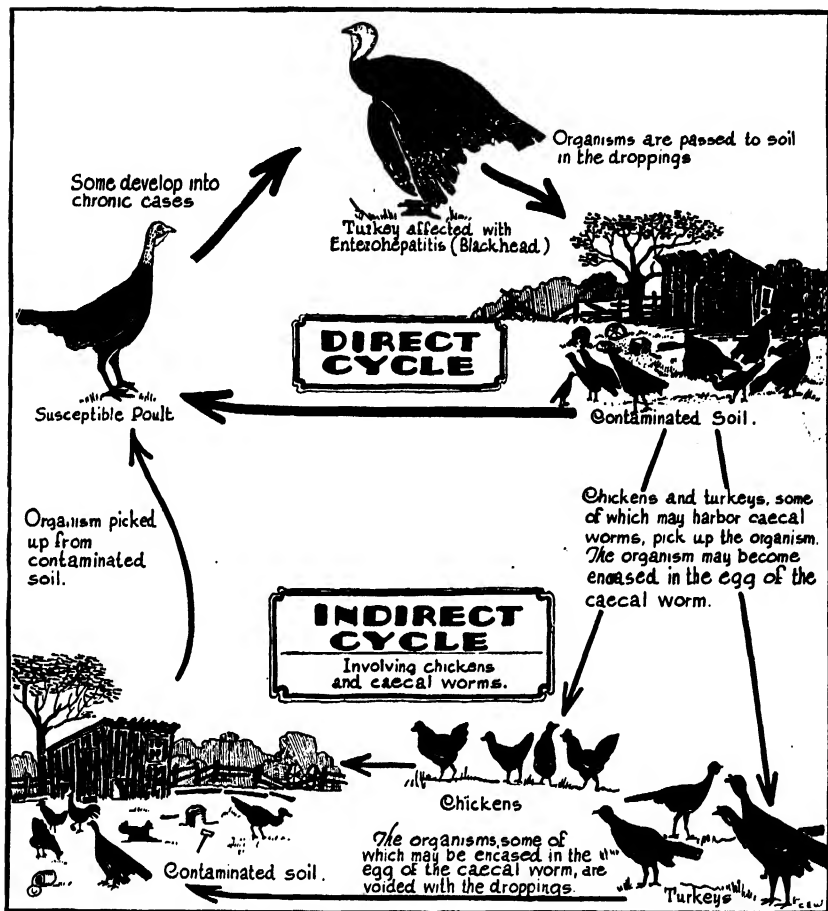 Organisms are passed to soil
in the droppings
Some develop into
chronic cases
Turkey affected with
Enterohepatitis (Blackhead)
DIRECT
CYCLE
Susceptible Poult
Contaminated Soil.
Chickens and turkeys, some
of which may harbor caecal
worms, pick up the organism.
The organism may become
encased in the egg of the
caecal worm.
Organism picked
up from
contaminated
soil.
INDIRECT
CYCLE
Involving chickens
and caecal worms.
Chickens
The organisms, some of
which may be encased in the
egg of the caecal worm, are
voided with the droppings.
Contaminated soil.
Turkeys